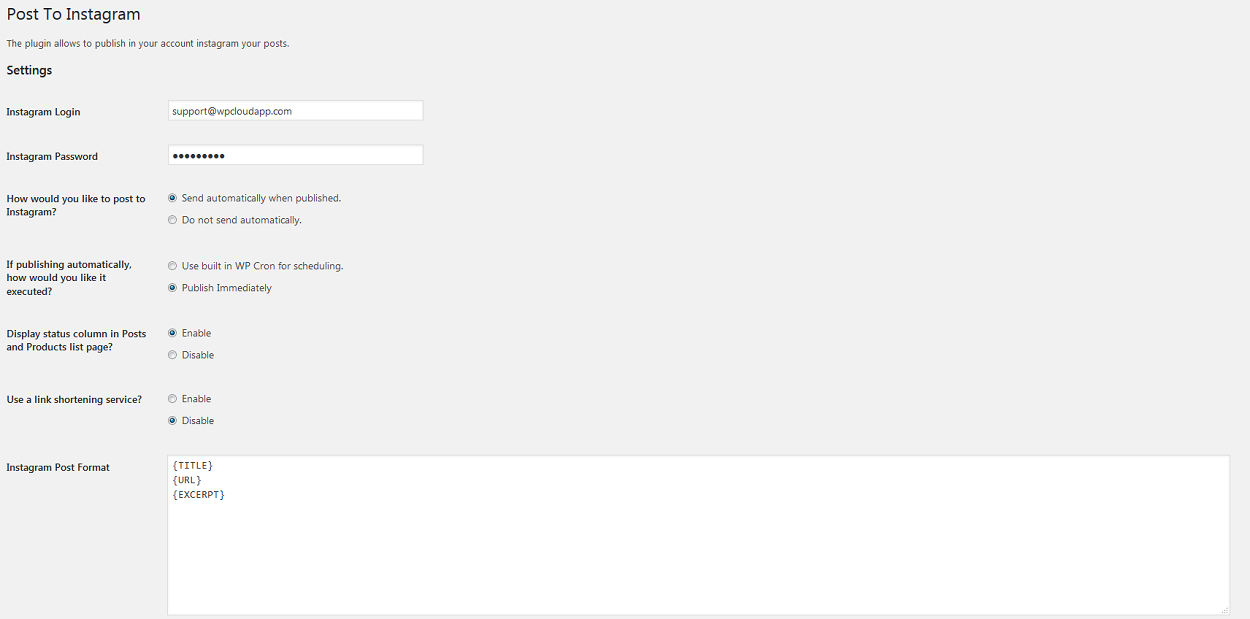 Post To Instagram
The plugin allows to publish in your account instagram your posts.
Settings
Instagram Login
support@wpcloudapp.com
Instagram Password
●●●●●●●●●
How would you like to post to
Instagram?
Send automatically when published.
Do not send automatically.
If publishing automatically,
how would you like it
executed?
Use built in WP Cron for scheduling.
Publish Immediately
Display status column in Posts
and Products list page?
Enable
Disable
Use a link shortening service?
Enable
Disable
Instagram Post Format
{TITLE}
{URL}
{EXCERPT}